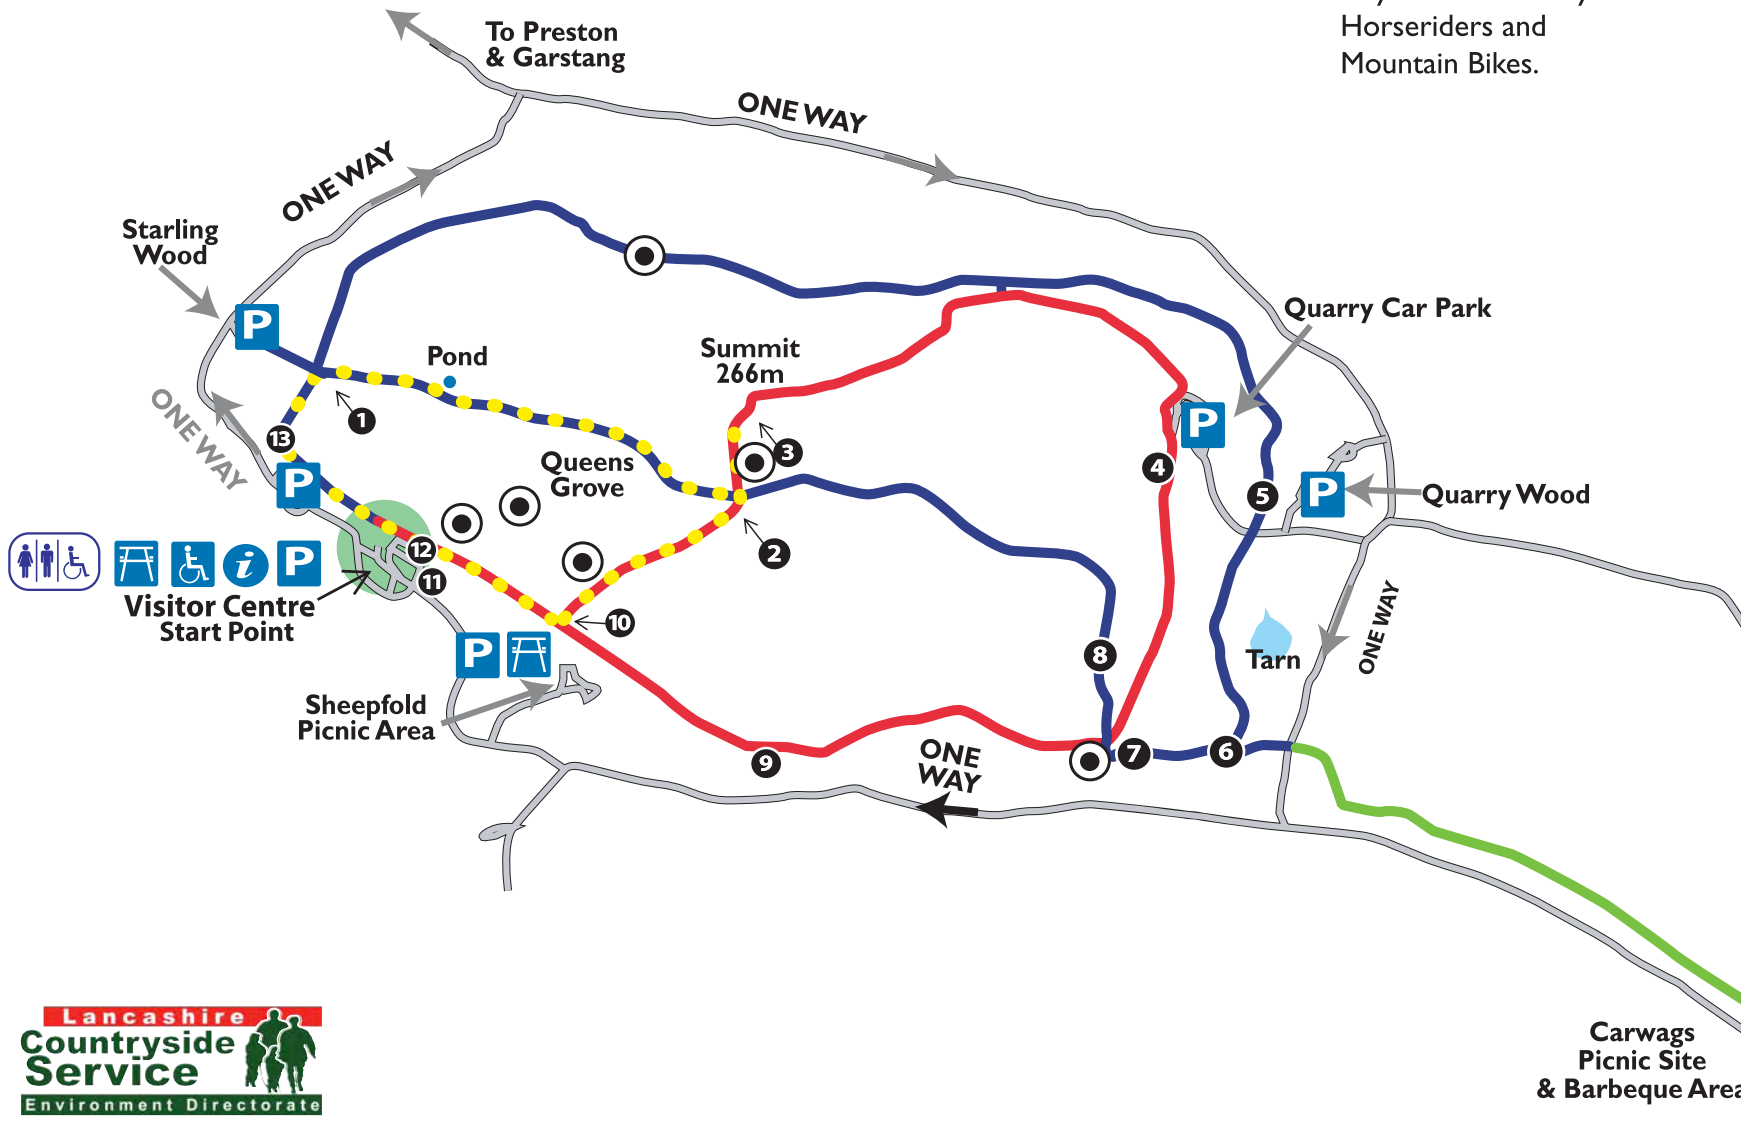 Horseriders and
Mountain Bikes.
To Preston
& Garstang
ONE WAY
ONE WAY
Starling
Wood
P
Quarry Car Park
Pond
Summit
266m
1
ONE WAY
13
P
Queens
Grove
3
P
4
5
P
Quarry Wood
2
12
11
i
P
Visitor Centre
Start Point
10
P
8
Tarn
ONE WAY
Sheepfold
Picnic Area
9
ONE
WAY
7
6
Lancashire
Countryside
Service
Environment Directorate
Carwags
Picnic Site
& Barbeque Area